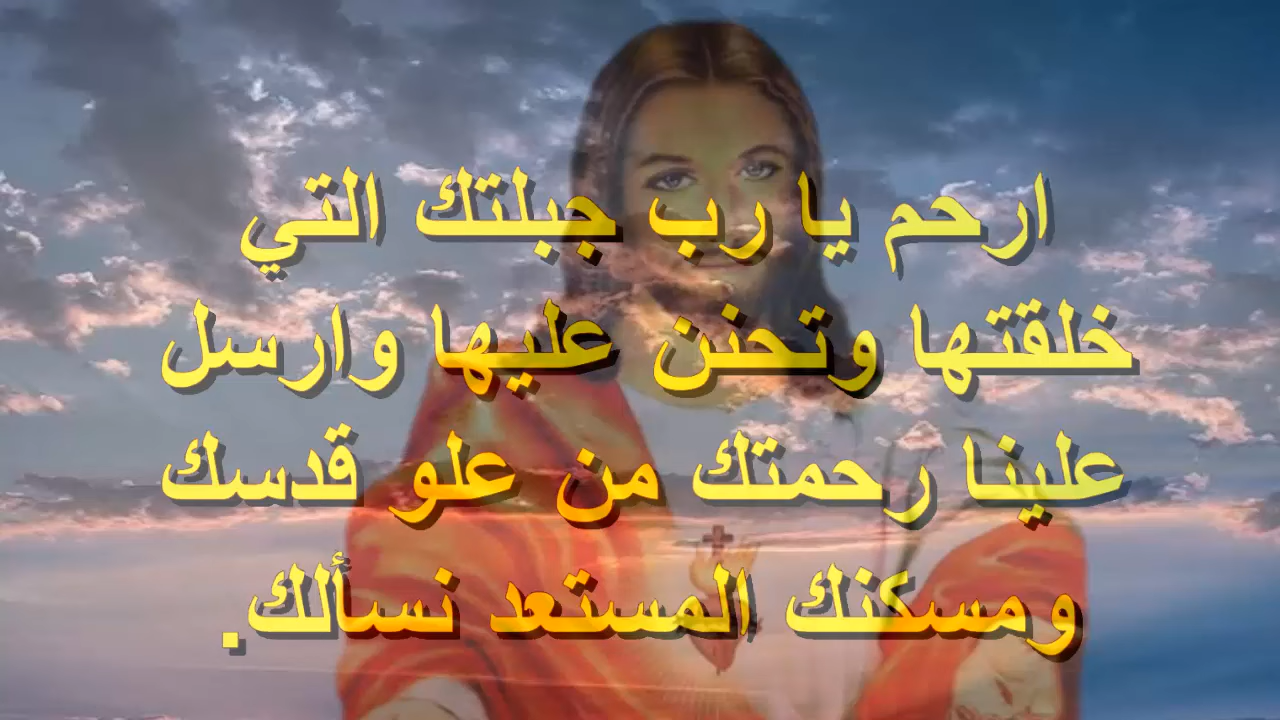 ارحم يا رب جبلتك التي
خلقتها وتحنن عليها وارسل
علينا رحمتك من علو قدسك
ومسكنك المستعد نسألك.